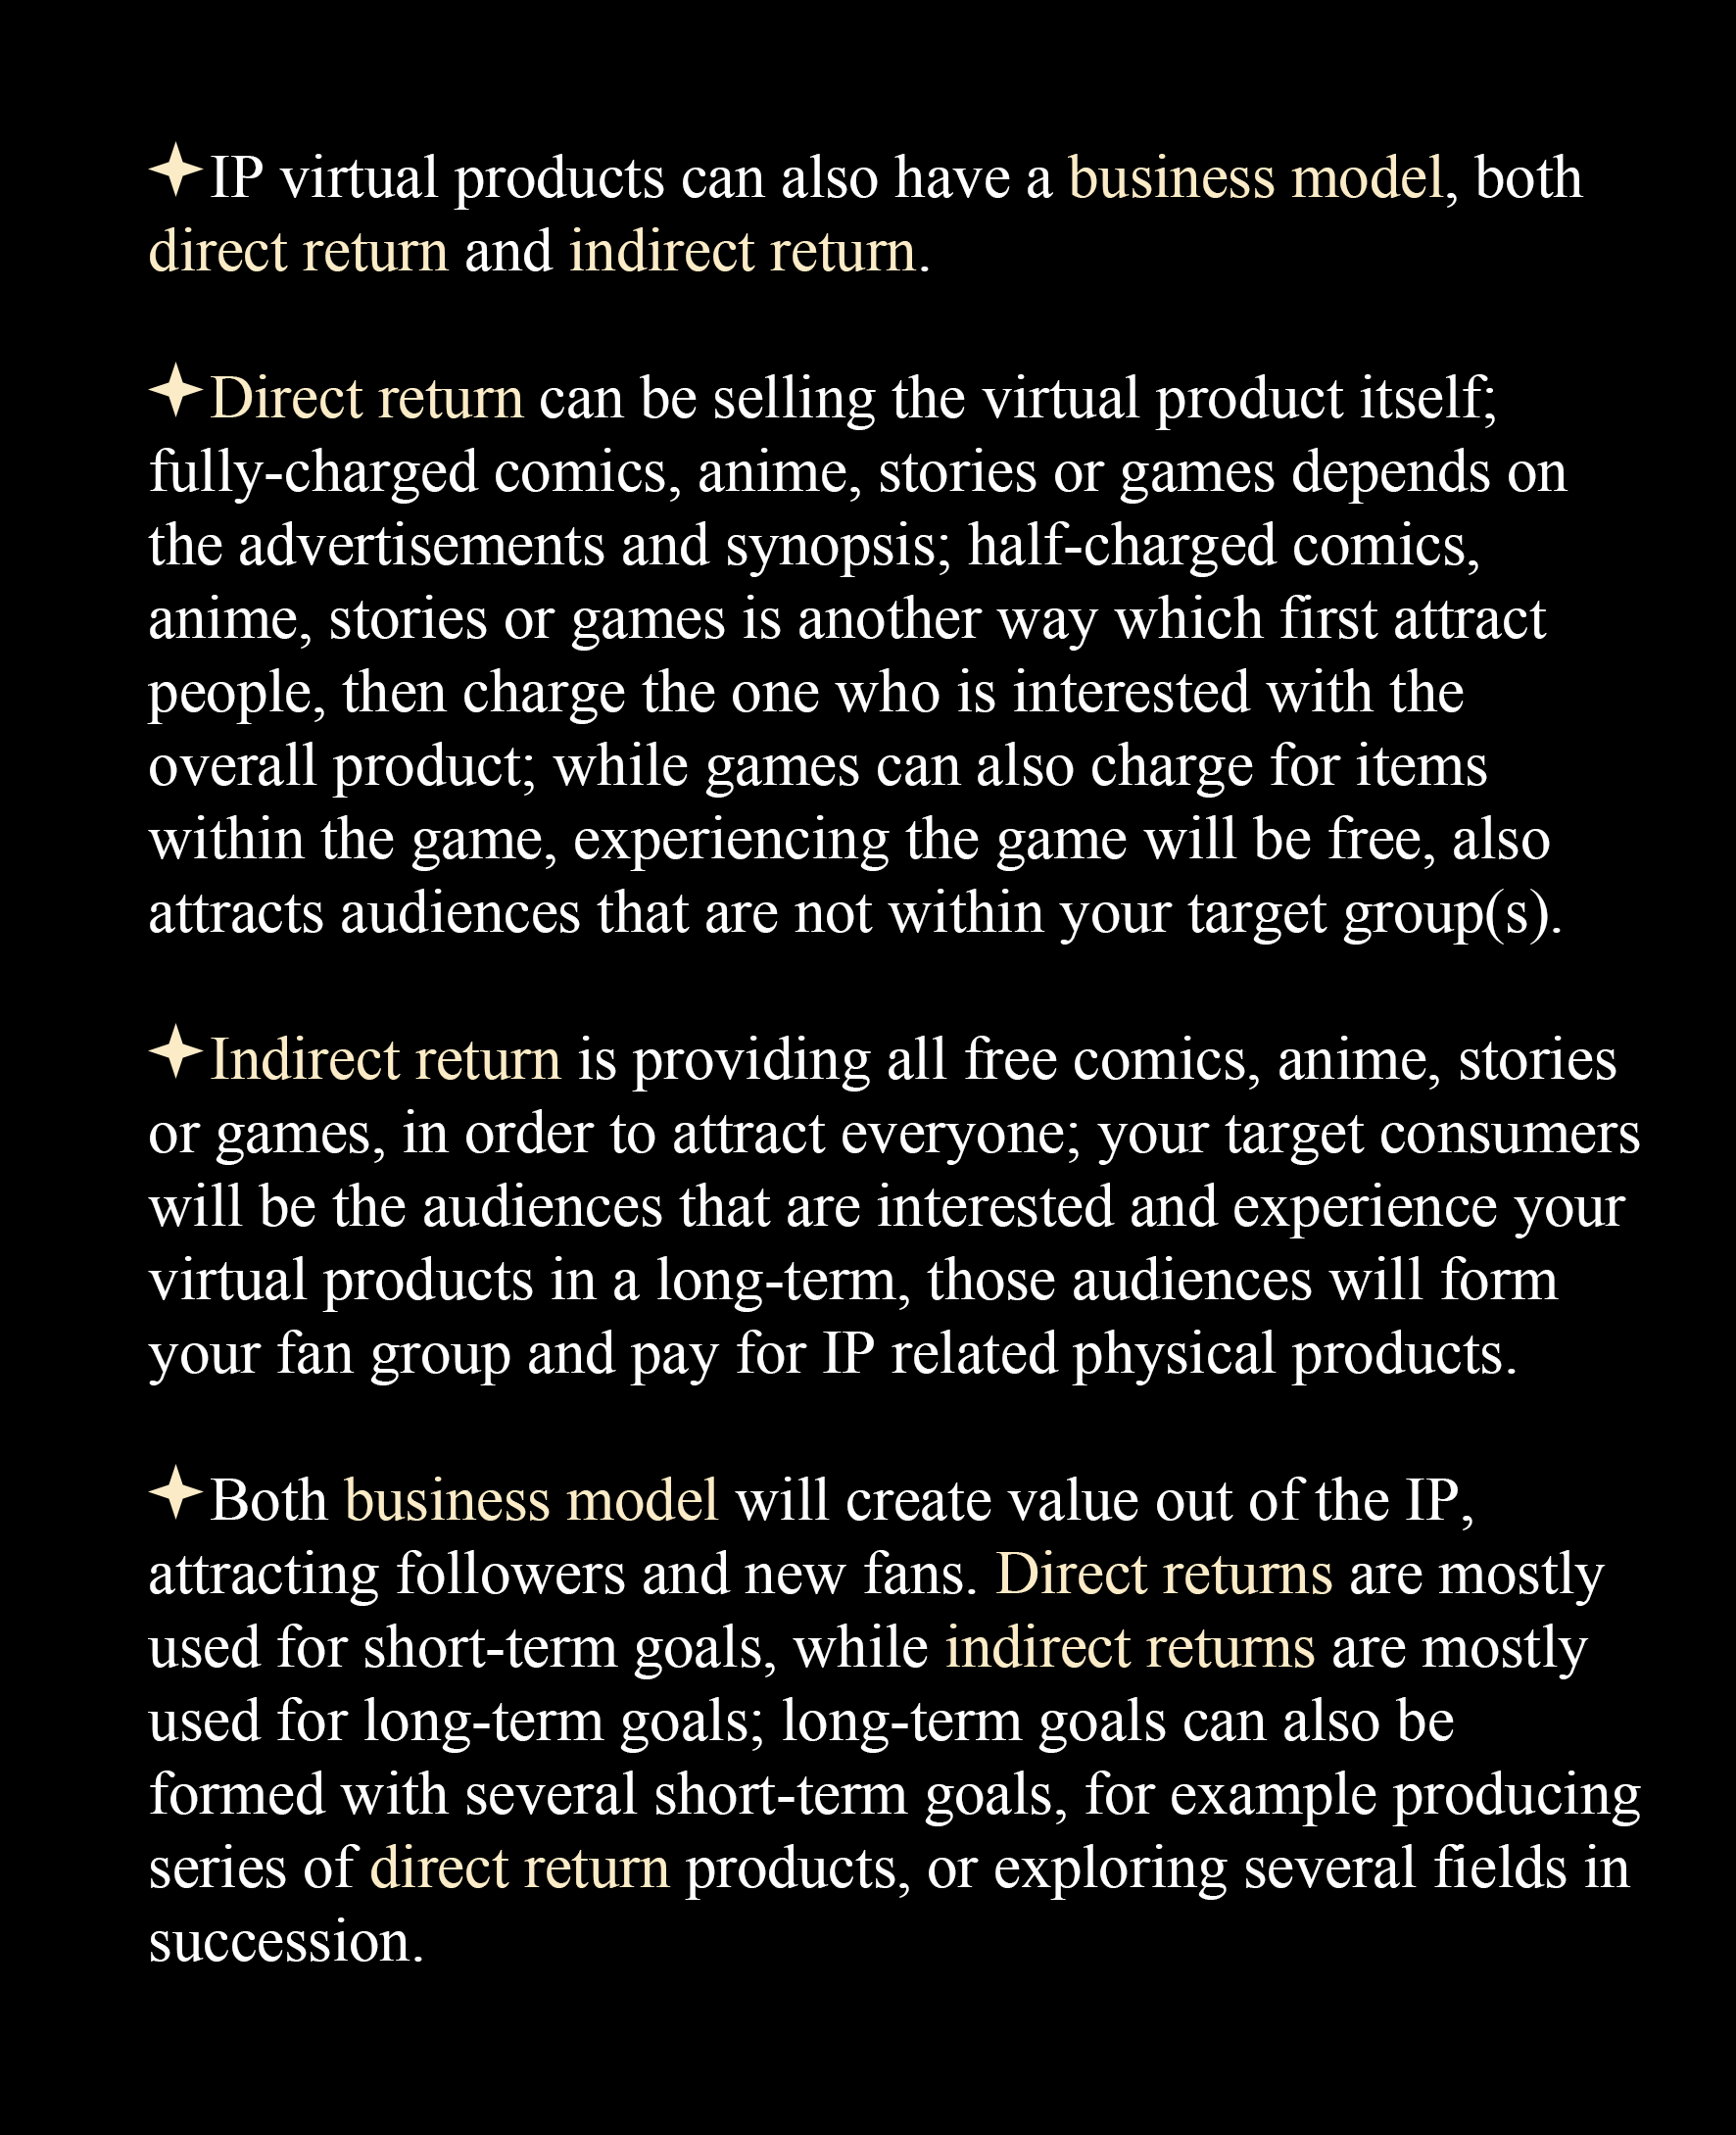 IP virtual products can also have a business model, both
direct return and indirect return.
Direct return can be selling the virtual product itself;
fully-charged comics, anime, stories or games depends on
the advertisements and synopsis; half-charged comics,
anime, stories or games is another way which first attract
people, then charge the one who is interested with the
overall product; while games can also charge for items
within the game, experiencing the game will be free, also
attracts audiences that are not within your target group(s).
Indirect return is providing all free comics, anime, stories
or games, in order to attract everyone; your target consumers
will be the audiences that are interested and experience your
virtual products in a long-term, those audiences will form
your fan group and pay for IP related physical products.
Both business model will create value out of the IP,
attracting followers and new fans. Direct returns are mostly
used for short-term goals, while indirect returns are mostly
used for long-term goals; long-term goals can also be
formed with several short-term goals, for example producing
series of direct return products, or exploring several fields in
succession.